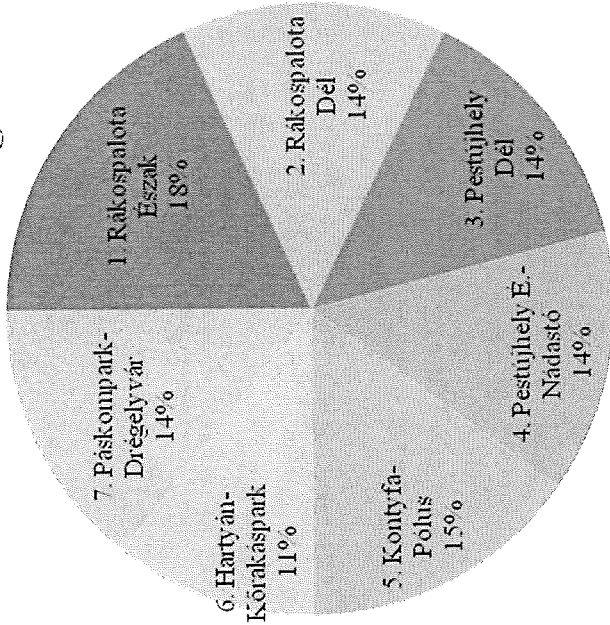 1. Rákospalota
Észak
18%
2. Rákospalota
Dél
14%
3. Pestújhely
Dél
14%
4. Pestújhely É.-
Nádastó
14%
5. Kontyfa-
Pólus
15%
6. Hartyán-
Kőrakáspark
11%
7. Páskompark-
Drégelyvár
14%